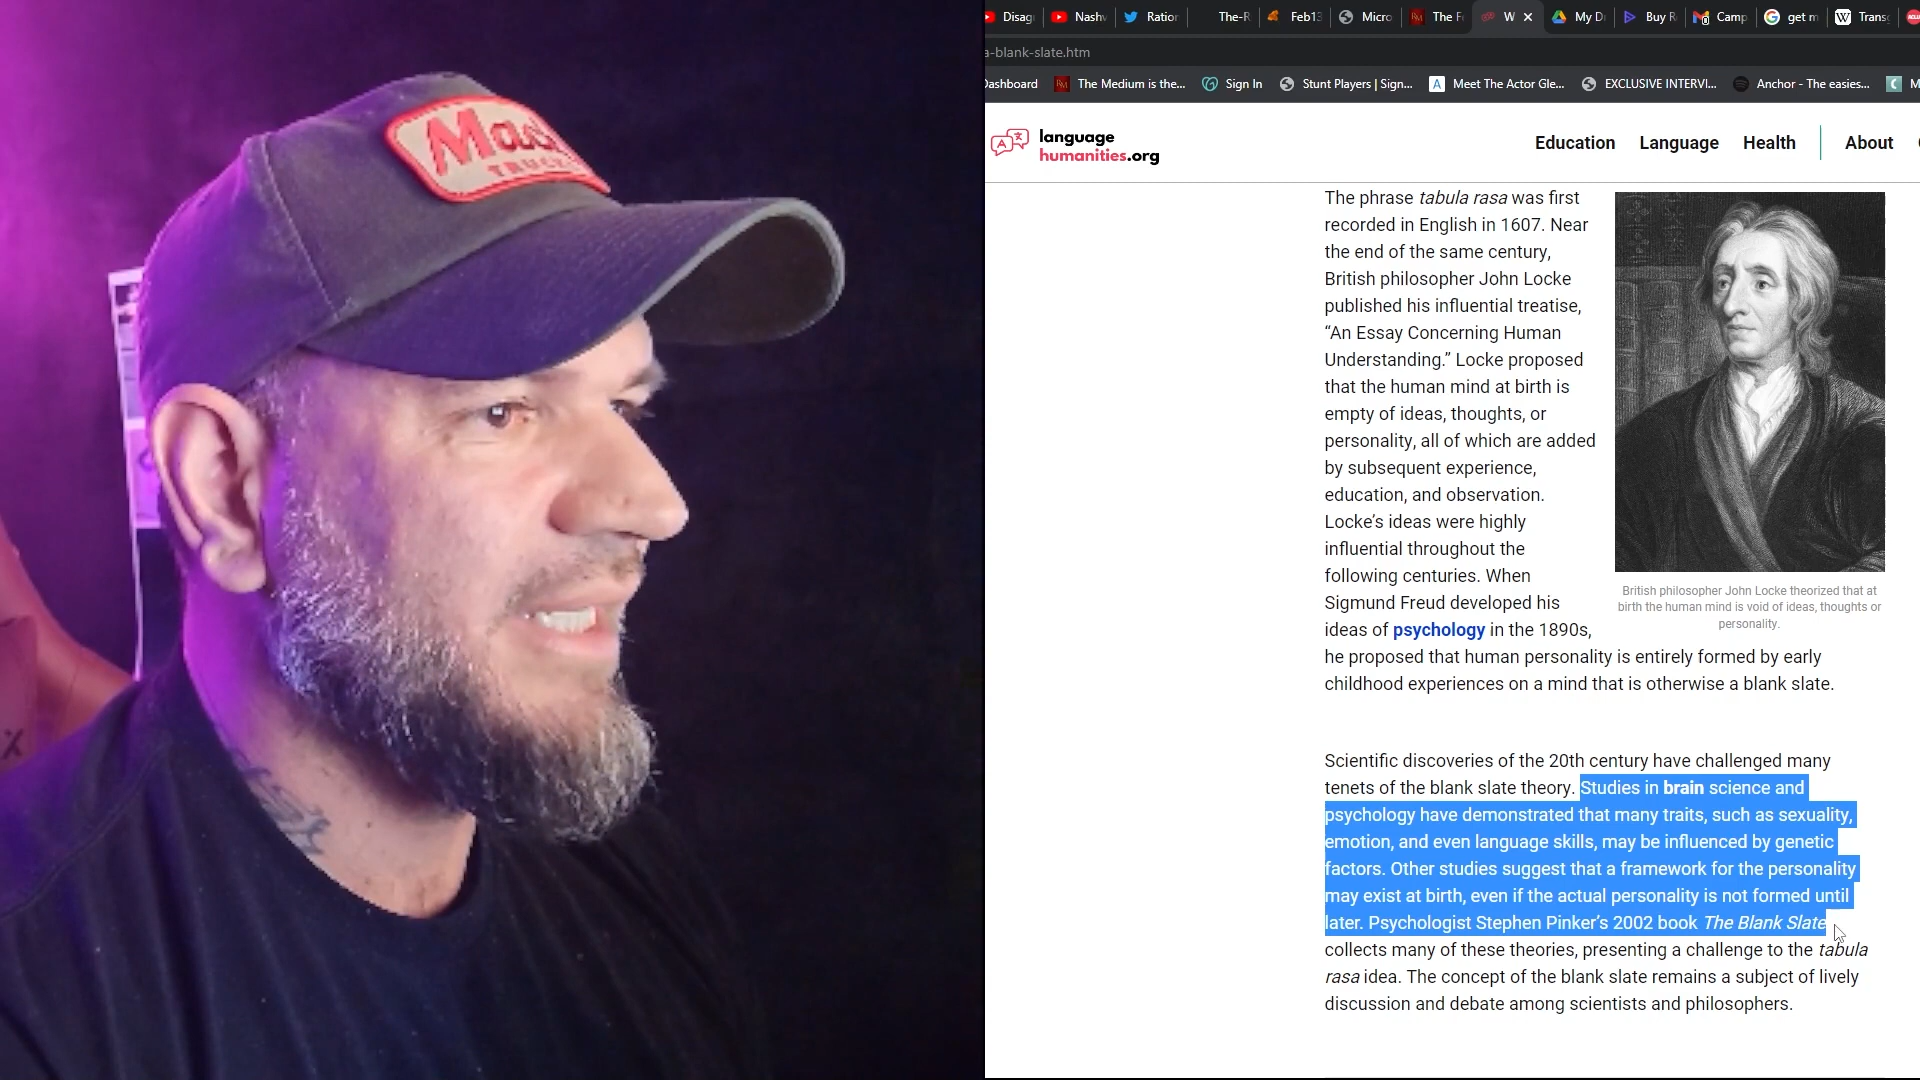 Disag
Nashv
Ration
The-R
Feb13
Micro
The F
W
My D
Buy R
Camp
get m
Trans
a-blank-slate.htm
Dashboard
The Medium is the...
Sign In
Stunt Players | Sign...
Meet The Actor Gle...
EXCLUSIVE INTERVI...
Anchor - The easies...
M
Mack
TRUCKS
language
humanities.org
Education
Language
Health
About
The phrase tabula rasa was first
recorded in English in 1607. Near
the end of the same century,
British philosopher John Locke
published his influential treatise,
“An Essay Concerning Human
Understanding.” Locke proposed
that the human mind at birth is
empty of ideas, thoughts, or
personality, all of which are added
by subsequent experience,
education, and observation.
Locke’s ideas were highly
influential throughout the
following centuries. When
Sigmund Freud developed his
ideas of psychology in the 1890s,
he proposed that human personality is entirely formed by early
childhood experiences on a mind that is otherwise a blank slate.
British philosopher John Locke theorized that at
birth the human mind is void of ideas, thoughts or
personality.
Scientific discoveries of the 20th century have challenged many
tenets of the blank slate theory. Studies in brain science and
psychology have demonstrated that many traits, such as sexuality,
emotion, and even language skills, may be influenced by genetic
factors. Other studies suggest that a framework for the personality
may exist at birth, even if the actual personality is not formed until
later. Psychologist Stephen Pinker’s 2002 book The Blank Slate
collects many of these theories, presenting a challenge to the tabula
rasa idea. The concept of the blank slate remains a subject of lively
discussion and debate among scientists and philosophers.